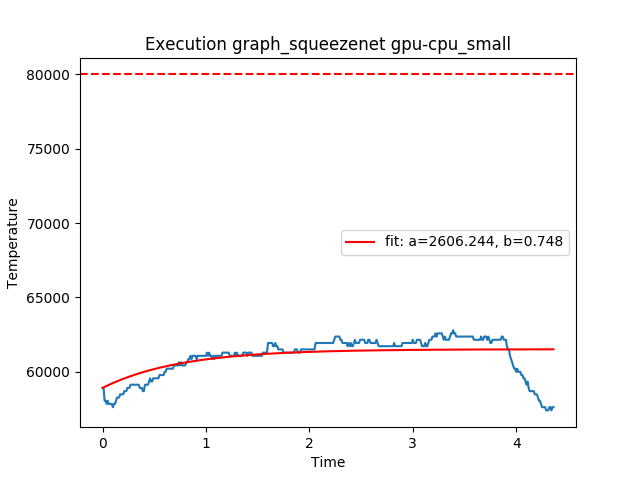 Execution graph_squeezenet gpu-cpu_small
80000
75000
70000
65000
60000
Temperature
fit: a=2606.244, b=0.748
0 1 2 3 4
Time